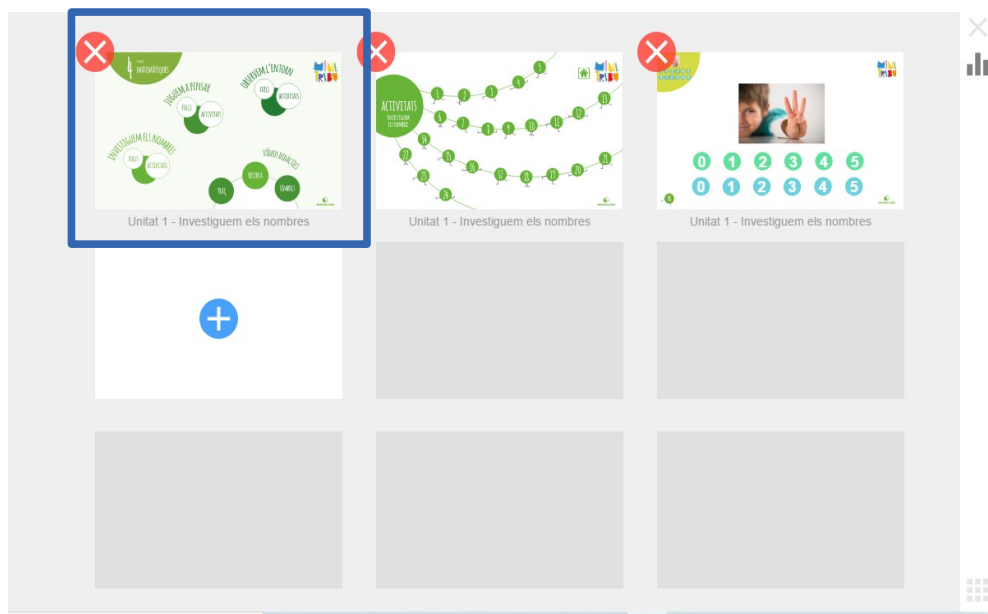 4
MATEMÀTIQUES
JUGUEM A PENSAR
FULLS
ACTIVITATS
OBSERVEM L'ENTORN
FULLS
ACTIVITATS
INVESTIGUEM ELS NOMBRES
FULLS
ACTIVITATS
VÍDEOS DIDÀCTICS
TRAÇ
MÚSICA
Unitat 1 - Investiguem els nombres
ACTIVITATS
INVESTIGUEM
ELS NOMBRES
1 2 3 4 5
6 7 8 9 10 11 12 13
14 15 16 17 18 19 20 21
22 23 24
Unitat 1 - Investiguem els nombres
0 1 2 3 4 5
0 1 2 3 4 5
Unitat 1 - Investiguem els nombres